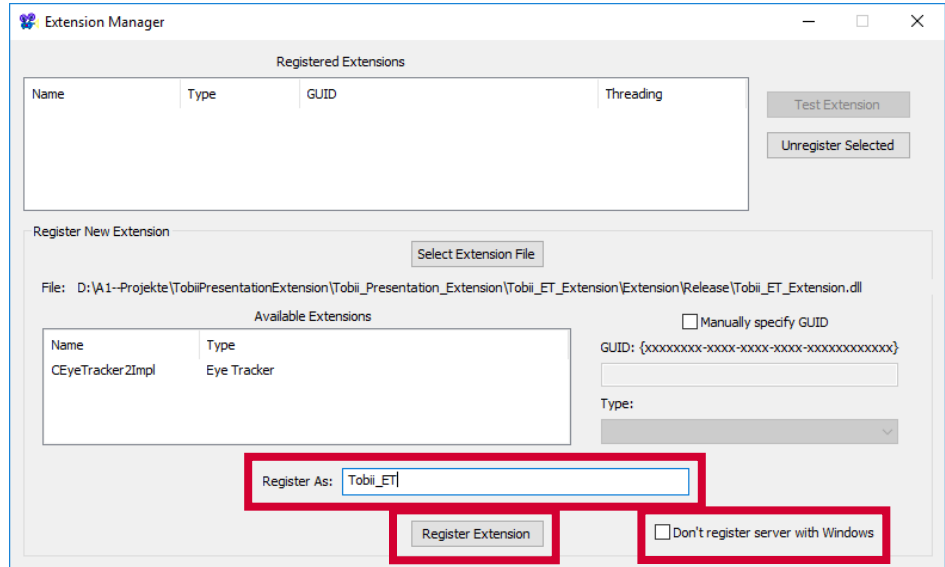 Extension Manager
Registered Extensions
Name Type GUID Threading
Test Extension
Unregister Selected
Register New Extension
Select Extension File
File: D:\A1--Projekte\TobiiPresentationExtension\Tobii_Presentation_Extension\Tobii_ET_Extension\Extension\Release\Tobii_ET_Extension.dll
Available Extensions
Name Type
CEyeTracker2Impl Eye Tracker
Manually specify GUID
GUID: {xxxxxxxx-xxxx-xxxx-xxxx-xxxxxxxxxxxx}
Type:
Register As: Tobii_ET
Register Extension
Don't register server with Windows